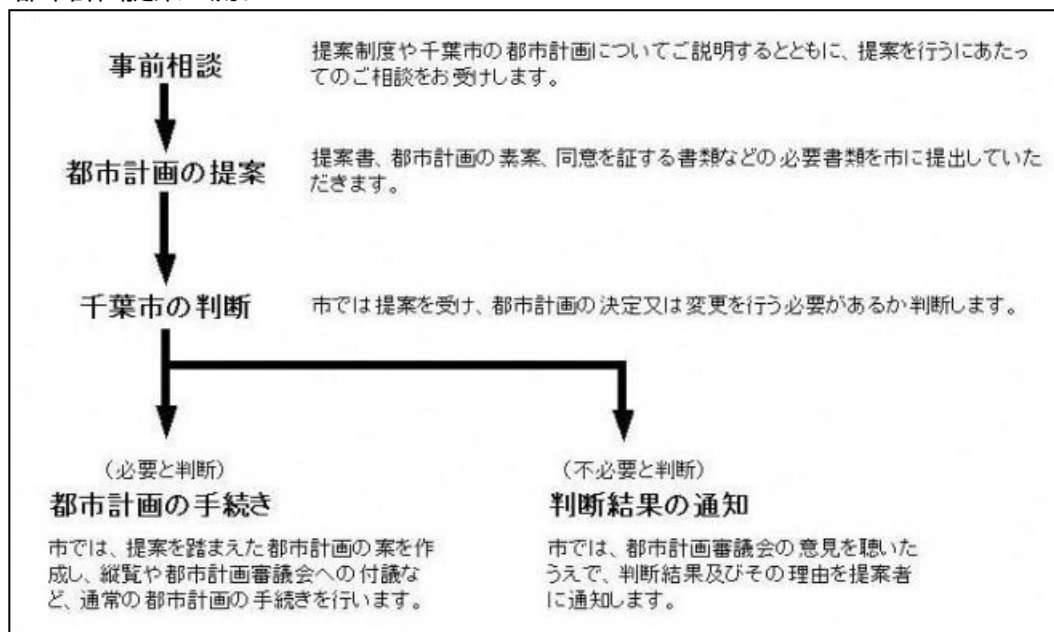 事前相談
提案制度や千葉市の都市計画についてご説明するとともに、提案を行うにあたっ
てのご相談をお受けします。
都市計画の提案
提案書、都市計画の素案、同意を証する書類などの必要書類を市に提出していた
だきます。
千葉市の判断
市では提案を受け、都市計画の決定又は変更を行う必要があるか判断します。
（必要と判断）
都市計画の手続き
市では、提案を踏まえた都市計画の案を作
成し、縦覧や都市計画審議会への付議な
ど、通常の都市計画の手続きを行います。
（不必要と判断）
判断結果の通知
市では、都市計画審議会の意見を聴いた
うえで、判断結果及びその理由を提案者
に通知します。